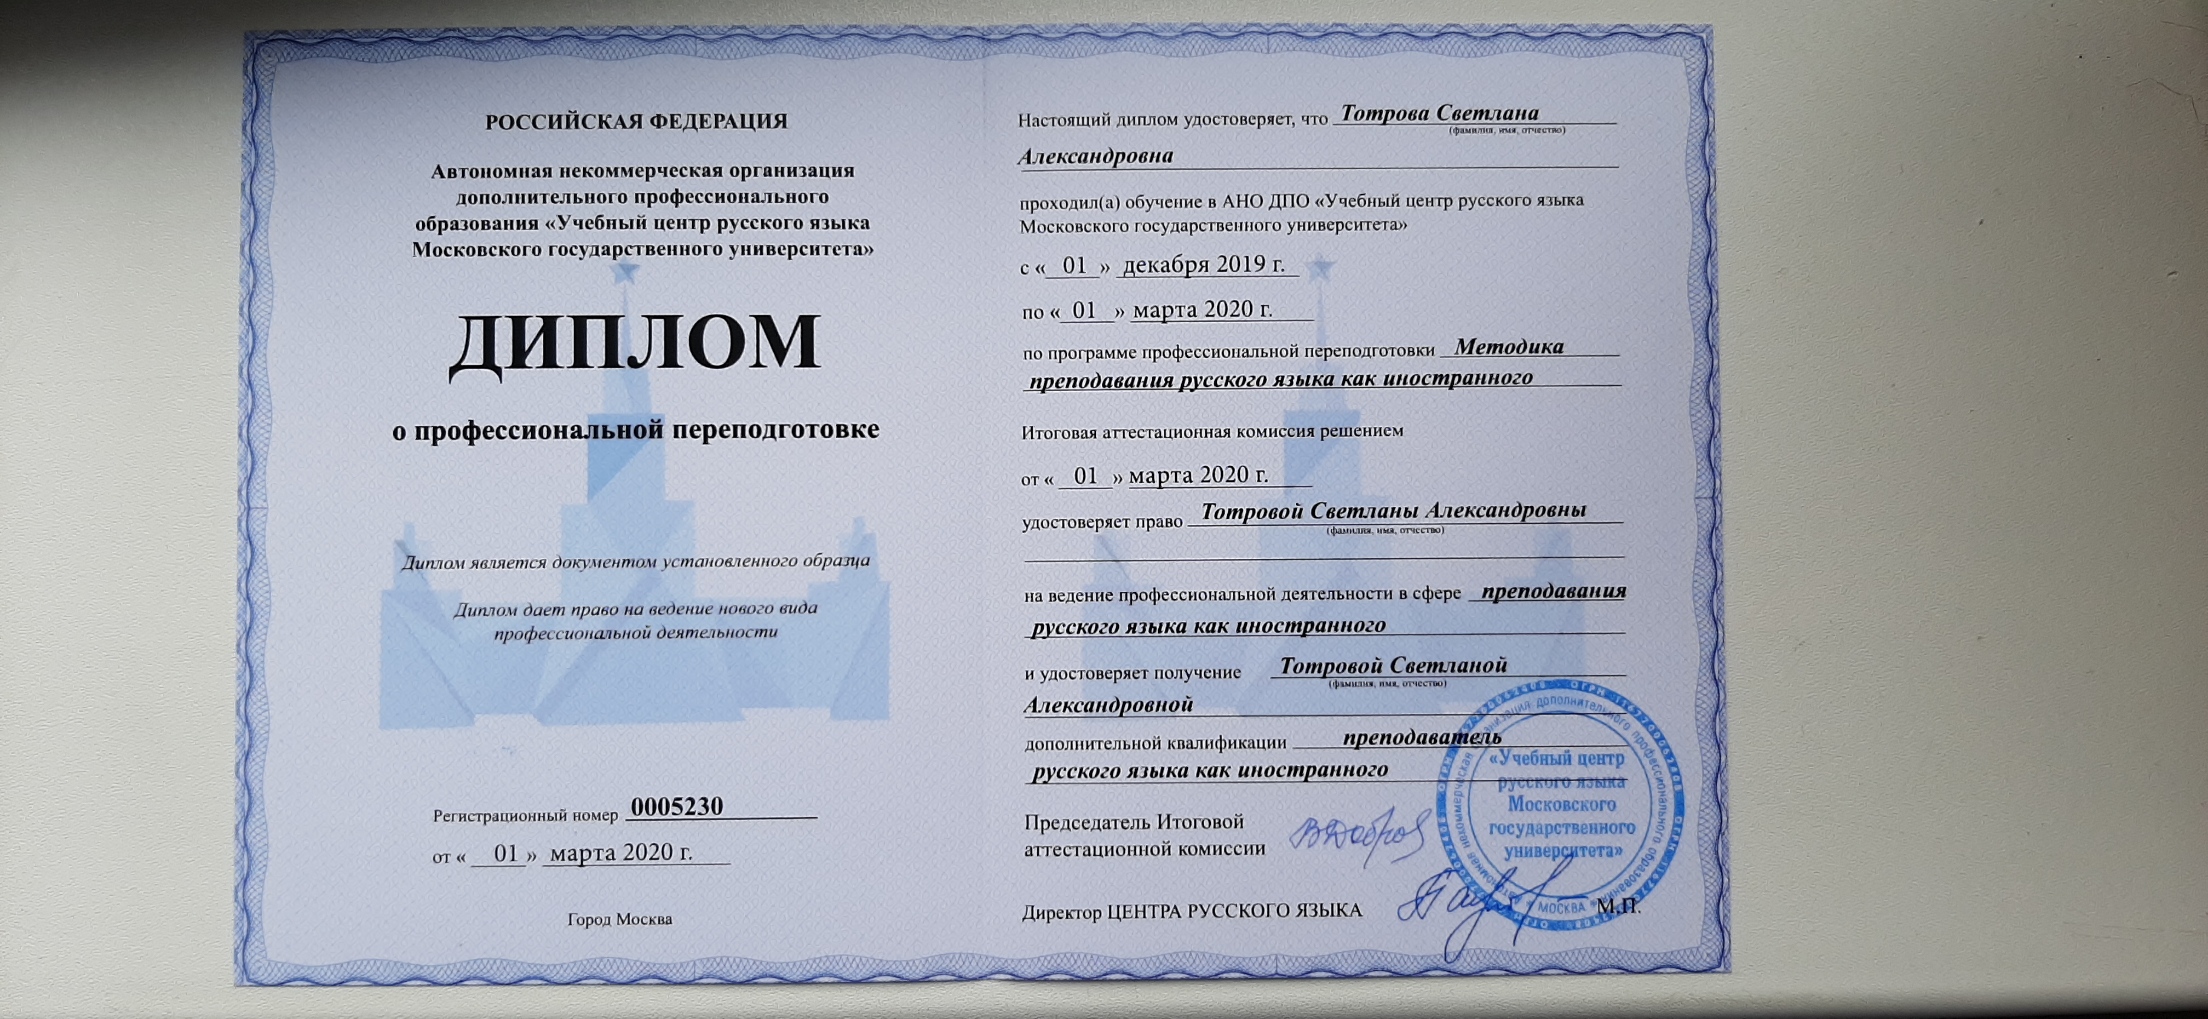 РОССИЙСКАЯ ФЕДЕРАЦИЯ
Автономная некоммерческая организация
дополнительного профессионального
образования «Учебный центр русского языка
Московского государственного университета»
ДИПЛОМ
о профессиональной переподготовке
Диплом является документом установленного образца
Диплом дает право на ведение нового вида
профессиональной деятельности
Регистрационный номер 0005230
от « 01 » марта 2020 г.
Город Москва
Настоящий диплом удостоверяет, что Тотрова Светлана
(фамилия, имя, отчество)
Александровна
проходил(а) обучение в АНО ДПО «Учебный центр русского языка
Московского государственного университета»
с « 01 » декабря 2019 г.
по « 01 » марта 2020 г.
по программе профессиональной переподготовки Методика
преподавания русского языка как иностранного
Итоговая аттестационная комиссия решением
от « 01 » марта 2020 г.
удостоверяет право Тотровой Светланы Александровны
(фамилия, имя, отчество)
на ведение профессиональной деятельности в сфере преподавания
русского языка как иностранного
и удостоверяет получение Тотровой Светланой
(фамилия, имя, отчество)
Александровной
дополнительной квалификации преподаватель
русского языка как иностранного
Председатель Итоговой
аттестационной комиссии
Директор ЦЕНТРА РУССКОГО ЯЗЫКА
М.П.
«Учебный центр
русского языка
Московского
государственного
университета»
дополнительного профессионального образования
МОСКВА